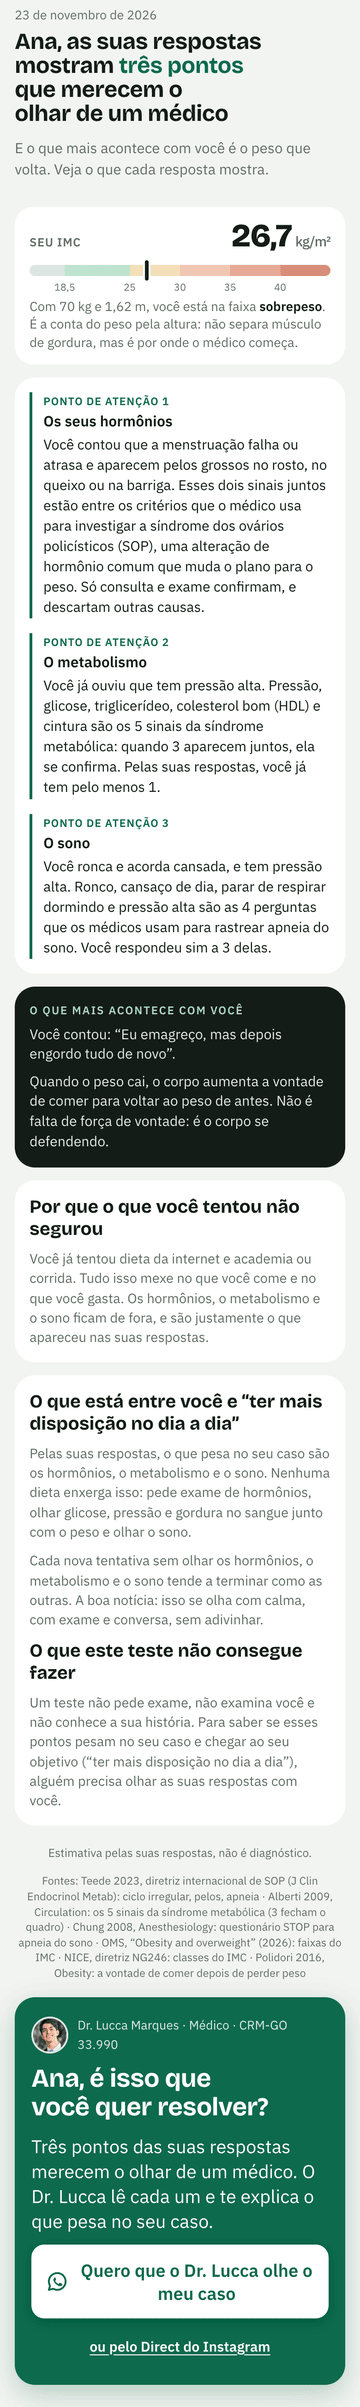 23 de novembro de 2026
Ana, as suas respostas
mostram três pontos
que merecem o
olhar de um médico
E o que mais acontece com você é o peso que
volta. Veja o que cada resposta mostra.
SEU IMC
26,7 kg/m²
18,5 25 30 35 40
Com 70 kg e 1,62 m, você está na faixa sobrepeso.
É a conta do peso pela altura: não separa músculo
de gordura, mas é por onde o médico começa.
PONTO DE ATENÇÃO 1
Os seus hormônios
Você contou que a menstruação falha ou
atrasa e aparecem pelos grossos no rosto, no
queixo ou na barriga. Esses dois sinais juntos
estão entre os critérios que o médico usa
para investigar a síndrome dos ovários
policísticos (SOP), uma alteração de
hormônio comum que muda o plano para o
peso. Só consulta e exame confirmam, e
descartam outras causas.
PONTO DE ATENÇÃO 2
O metabolismo
Você já ouviu que tem pressão alta. Pressão,
glicose, triglicerídeo, colesterol bom (HDL) e
cintura são os 5 sinais da síndrome
metabólica: quando 3 aparecem juntos, ela
se confirma. Pelas suas respostas, você já
tem pelo menos 1.
PONTO DE ATENÇÃO 3
O sono
Você ronca e acorda cansada, e tem pressão
alta. Ronco, cansaço de dia, parar de respirar
dormindo e pressão alta são as 4 perguntas
que os médicos usam para rastrear apneia do
sono. Você respondeu sim a 3 delas.
O QUE MAIS ACONTECE COM VOCÊ
Você contou: “Eu emagreço, mas depois
engordo tudo de novo”.
Quando o peso cai, o corpo aumenta a vontade
de comer para voltar ao peso de antes. Não é
falta de força de vontade: é o corpo se
defendendo.
Por que o que você tentou não
segurou
Você já tentou dieta da internet e academia ou
corrida. Tudo isso mexe no que você come e no
que você gasta. Os hormônios, o metabolismo e
o sono ficam de fora, e são justamente o que
apareceu nas suas respostas.
O que está entre você e “ter mais
disposição no dia a dia”
Pelas suas respostas, o que pesa no seu caso são
os hormônios, o metabolismo e o sono. Nenhuma
dieta enxerga isso: pede exame de hormônios,
olhar glicose, pressão e gordura no sangue junto
com o peso e olhar o sono.
Cada nova tentativa sem olhar os hormônios, o
metabolismo e o sono tende a terminar como as
outras. A boa notícia: isso se olha com calma,
com exame e conversa, sem adivinhar.
O que este teste não consegue
fazer
Um teste não pede exame, não examina você e
não conhece a sua história. Para saber se esses
pontos pesam no seu caso e chegar ao seu
objetivo (“ter mais disposição no dia a dia”),
alguém precisa olhar as suas respostas com
você.
Estimativa pelas suas respostas, não é diagnóstico.
Fontes: Teede 2023, diretriz internacional de SOP (J Clin
Endocrinol Metab): ciclo irregular, pelos, apneia · Alberti 2009,
Circulation: os 5 sinais da síndrome metabólica (3 fecham o
quadro) · Chung 2008, Anesthesiology: questionário STOP para
apneia do sono · OMS, “Obesity and overweight” (2026): faixas do
IMC · NICE, diretriz NG246: classes do IMC · Polidori 2016,
Obesity: a vontade de comer depois de perder peso
Dr. Lucca Marques · Médico · CRM-GO
33.990
Ana, é isso que
você quer resolver?
Três pontos das suas respostas
merecem o olhar de um médico. O
Dr. Lucca lê cada um e te explica o
que pesa no seu caso.
Quero que o Dr. Lucca olhe o
meu caso
ou pelo Direct do Instagram